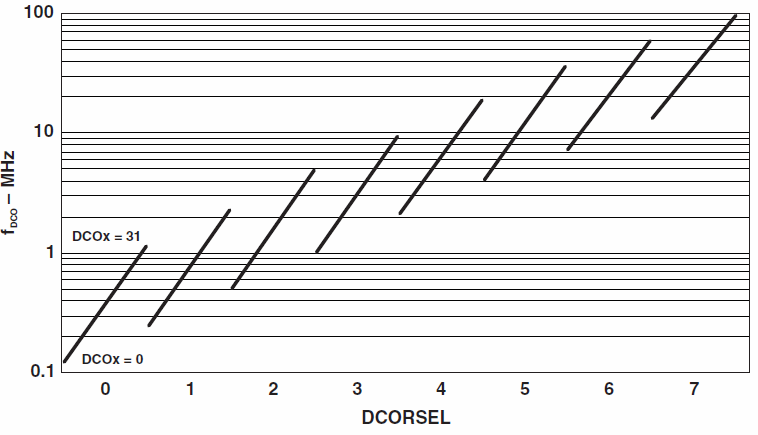 100
10
1
0.1
f_DCO – MHz
DCOx = 31
DCOx = 0
0 1 2 3 4 5 6 7
DCORSEL